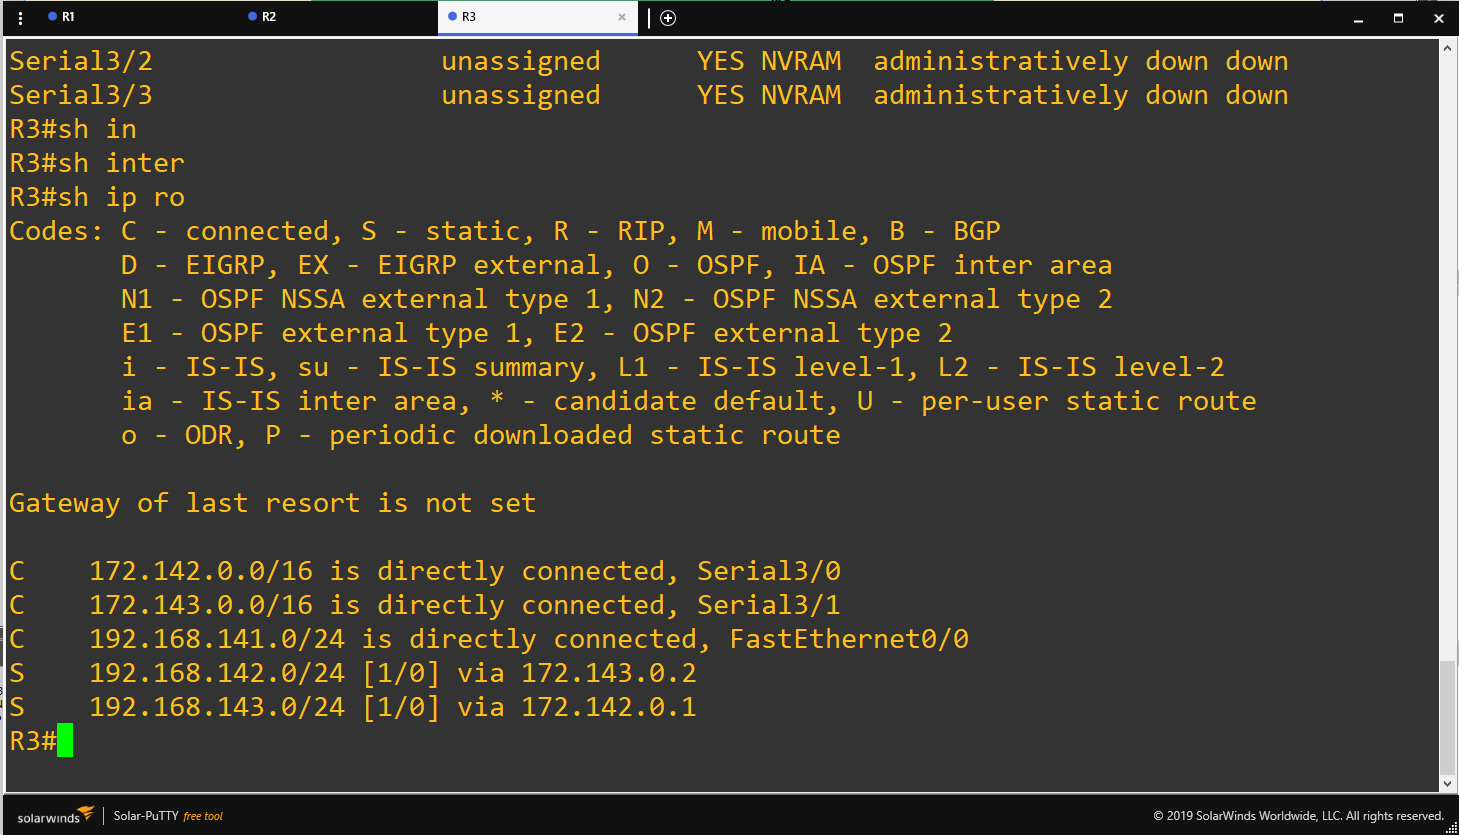 R1 R2 R3
Serial3/2 unassigned YES NVRAM administratively down down
Serial3/3 unassigned YES NVRAM administratively down down
R3#sh in
R3#sh inter
R3#sh ip ro
Codes: C - connected, S - static, R - RIP, M - mobile, B - BGP
D - EIGRP, EX - EIGRP external, O - OSPF, IA - OSPF inter area
N1 - OSPF NSSA external type 1, N2 - OSPF NSSA external type 2
E1 - OSPF external type 1, E2 - OSPF external type 2
i - IS-IS, su - IS-IS summary, L1 - IS-IS level-1, L2 - IS-IS level-2
ia - IS-IS inter area, * - candidate default, U - per-user static route
o - ODR, P - periodic downloaded static route
Gateway of last resort is not set
C 172.142.0.0/16 is directly connected, Serial3/0
C 172.143.0.0/16 is directly connected, Serial3/1
C 192.168.141.0/24 is directly connected, FastEthernet0/0
S 192.168.142.0/24 [1/0] via 172.143.0.2
S 192.168.143.0/24 [1/0] via 172.142.0.1
R3#
solarwinds Solar-PuTTY free tool © 2019 SolarWinds Worldwide, LLC. All rights reserved.